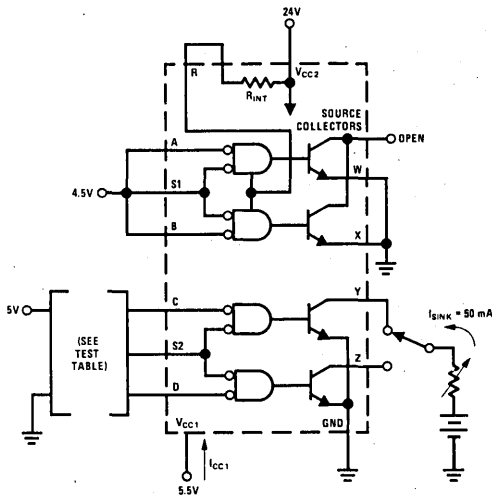 24V
R
VCC2
RINT
SOURCE
COLLECTORS
OPEN
A
W
4.5V
S1
B
X
C
Y
ISINK = 50 mA
5V
(SEE
TEST
TABLE)
S2
Z
D
VCC1
GND
ICC1
5.5V